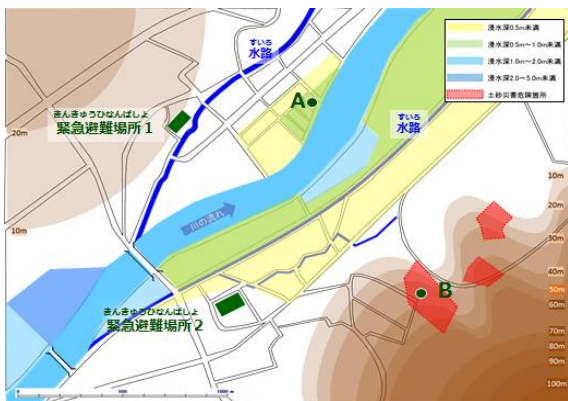 浸水深0.5m未満
浸水深0.5m～1.0m未満
浸水深1.0m～2.0m未満
浸水深2.0～5.0m未満
土砂災害危険箇所
すいろ
水路
A
きんきゅうひなんばしょ
緊急避難場所１
20m
すいろ
水路
10m
川の流れ
10m
20m
30m
40m
50m
60m
70m
80m
90m
100m
B
きんきゅうひなんばしょ
緊急避難場所２
0
500
1000 m